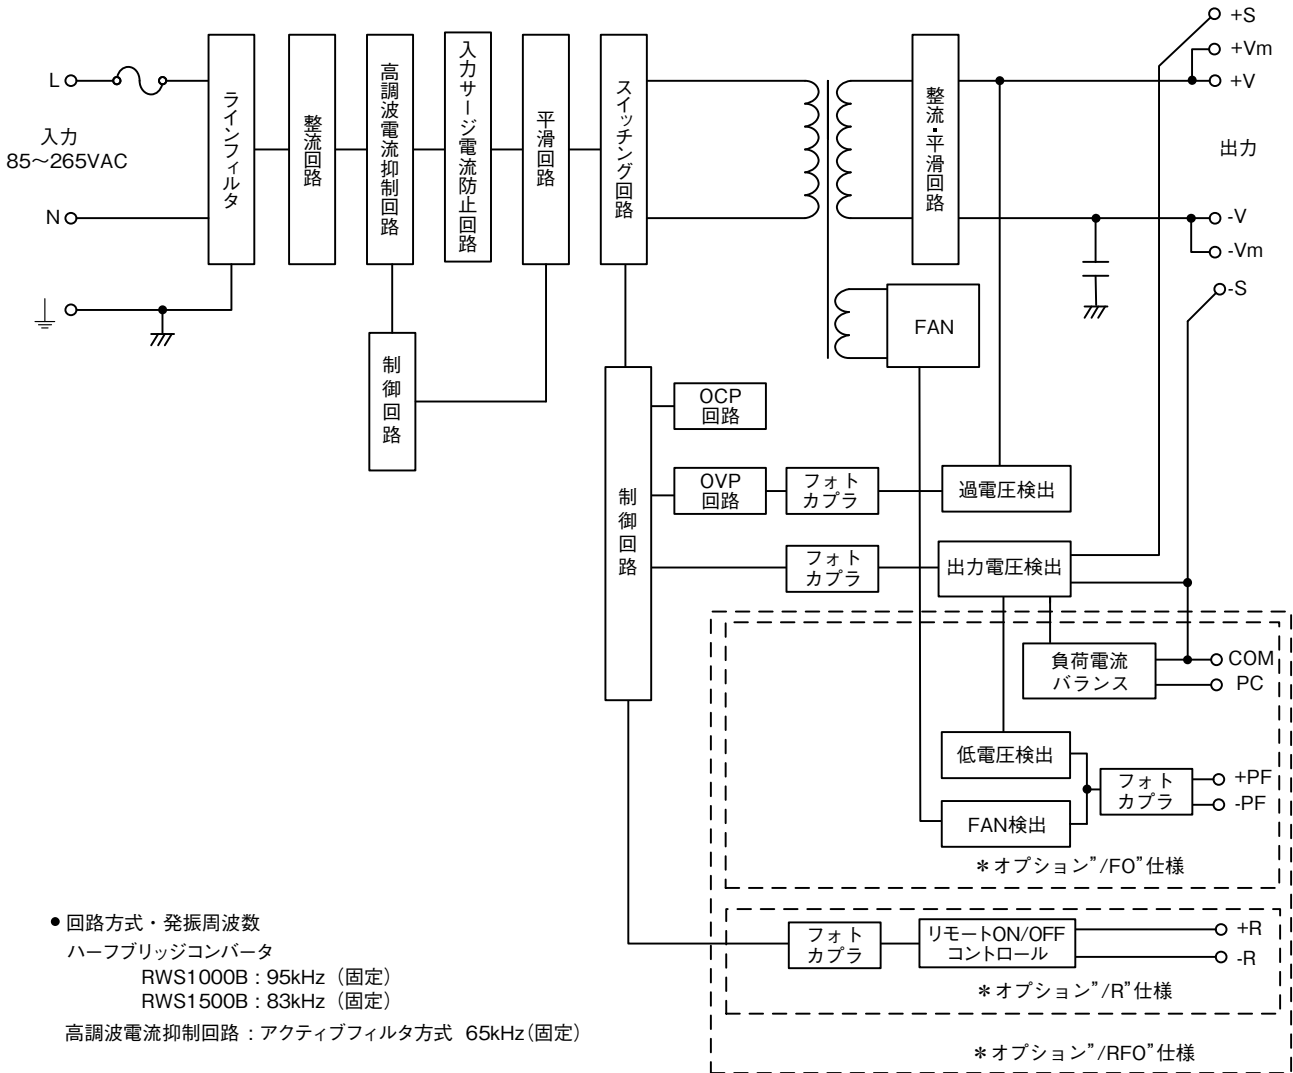 L
入力
85～265VAC
N
ラインフィルタ
整流回路
高調波電流抑制回路
入力サージ電流防止回路
平滑回路
スイッチング回路
整流・平滑回路
+S
+Vm
+V
出力
-V
-Vm
-S
FAN
制御回路
制御回路
OCP
回路
OVP
回路
フォト
カプラ
過電圧検出
フォト
カプラ
出力電圧検出
負荷電流
バランス
COM
PC
低電圧検出
FAN検出
フォト
カプラ
+PF
-PF
＊オプション”/FO”仕様
フォト
カプラ
リモートON/OFF
コントロール
+R
-R
＊オプション”/R”仕様
＊オプション”/RFO”仕様
● 回路方式・発振周波数
ハーフブリッジコンバータ
RWS1000B : 95kHz（固定）
RWS1500B : 83kHz（固定）
高調波電流抑制回路 : アクティブフィルタ方式 65kHz（固定）